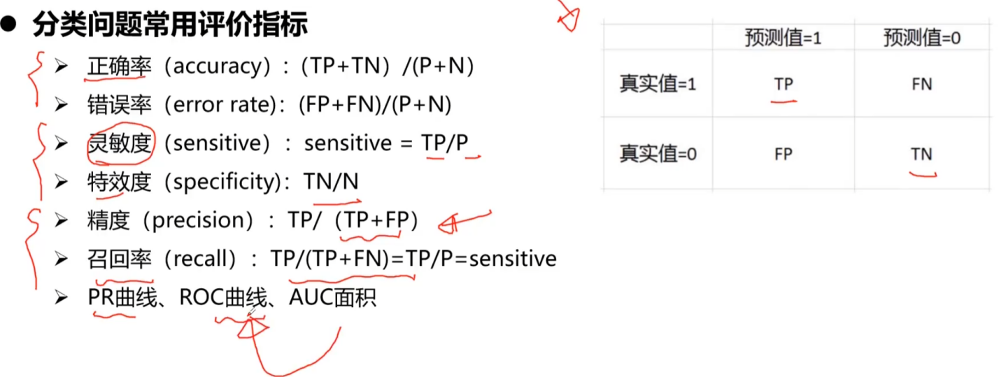 ● 分类问题常用评价指标
➢ 正确率（accuracy）:（TP+TN）/(P+N）
➢ 错误率（error rate): (FP+FN)/(P+N)
➢ 灵敏度（sensitive）: sensitive = TP/P
➢ 特效度（specificity): TN/N
➢ 精度（precision）: TP/（TP+FP）
➢ 召回率（recall）: TP/(TP+FN)=TP/P=sensitive
➢ PR曲线、ROC曲线、AUC面积
预测值=1 预测值=0
真实值=1 TP FN
真实值=0 FP TN